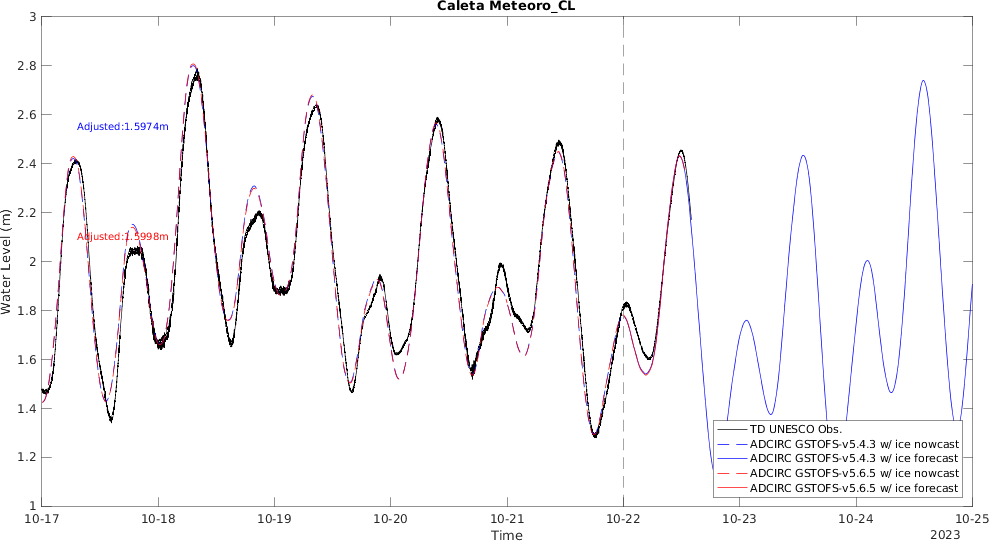 Caleta Meteoro_CL
Water Level (m)
3
2.8
2.6
2.4
2.2
2
1.8
1.6
1.4
1.2
1
Adjusted:1.5974m
Adjusted:1.5998m
TD UNESCO Obs.
ADCIRC GSTOFS-v5.4.3 w/ ice nowcast
ADCIRC GSTOFS-v5.4.3 w/ ice forecast
ADCIRC GSTOFS-v5.6.5 w/ ice nowcast
ADCIRC GSTOFS-v5.6.5 w/ ice forecast
10-17 10-18 10-19 10-20 10-21 10-22 10-23 10-24 10-25
Time
2023